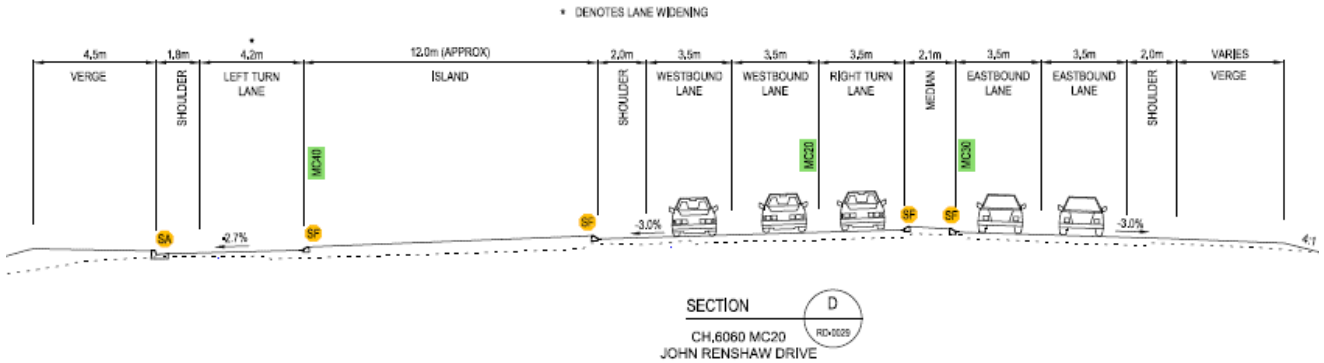 * DENOTES LANE WIDENING
*
4.5m 1.8m 4.2m 12.0m (APPROX) 2.0m 3.5m 3.5m 3.5m 2.1m 3.5m 3.5m 2.0m VARIES
VERGE SHOULDER LEFT TURN LANE ISLAND SHOULDER WESTBOUND LANE WESTBOUND LANE RIGHT TURN LANE MEDIAN EASTBOUND LANE EASTBOUND LANE SHOULDER VERGE
MC40 MC20 MC30
SA -2.7% SF SF -3.0% SF SF -3.0% 4:1
SECTION D
RD-0029
CH.6060 MC20
JOHN RENSHAW DRIVE